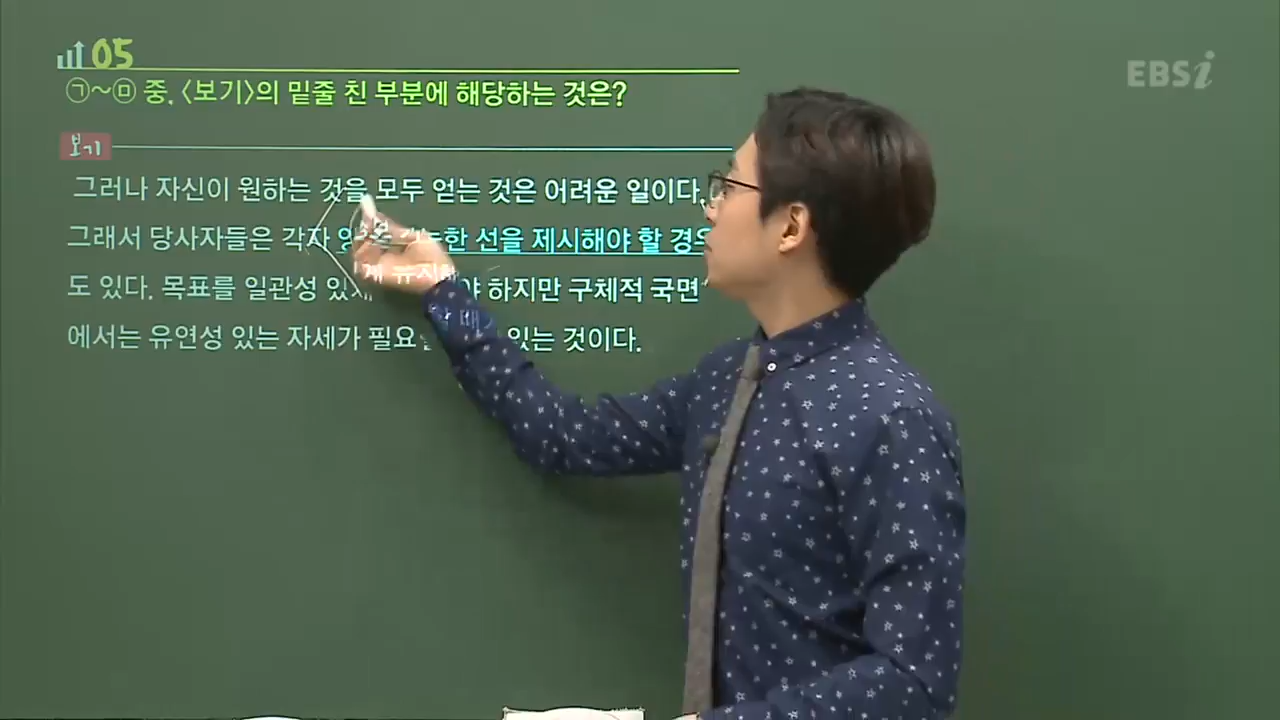 05
EBSi
㉠~㉤ 중. <보기>의 밑줄 친 부분에 해당하는 것은?
보기
그러나 자신이 원하는 것을 모두 얻는 것은 어려운 일이다.
그래서 당사자들은 각자 한 선을 제시해야 할 경우
도 있다. 목표를 일관성 있게 유지해야 하지만 구체적 국면
에서는 유연성 있는 자세가 있는 것이다.